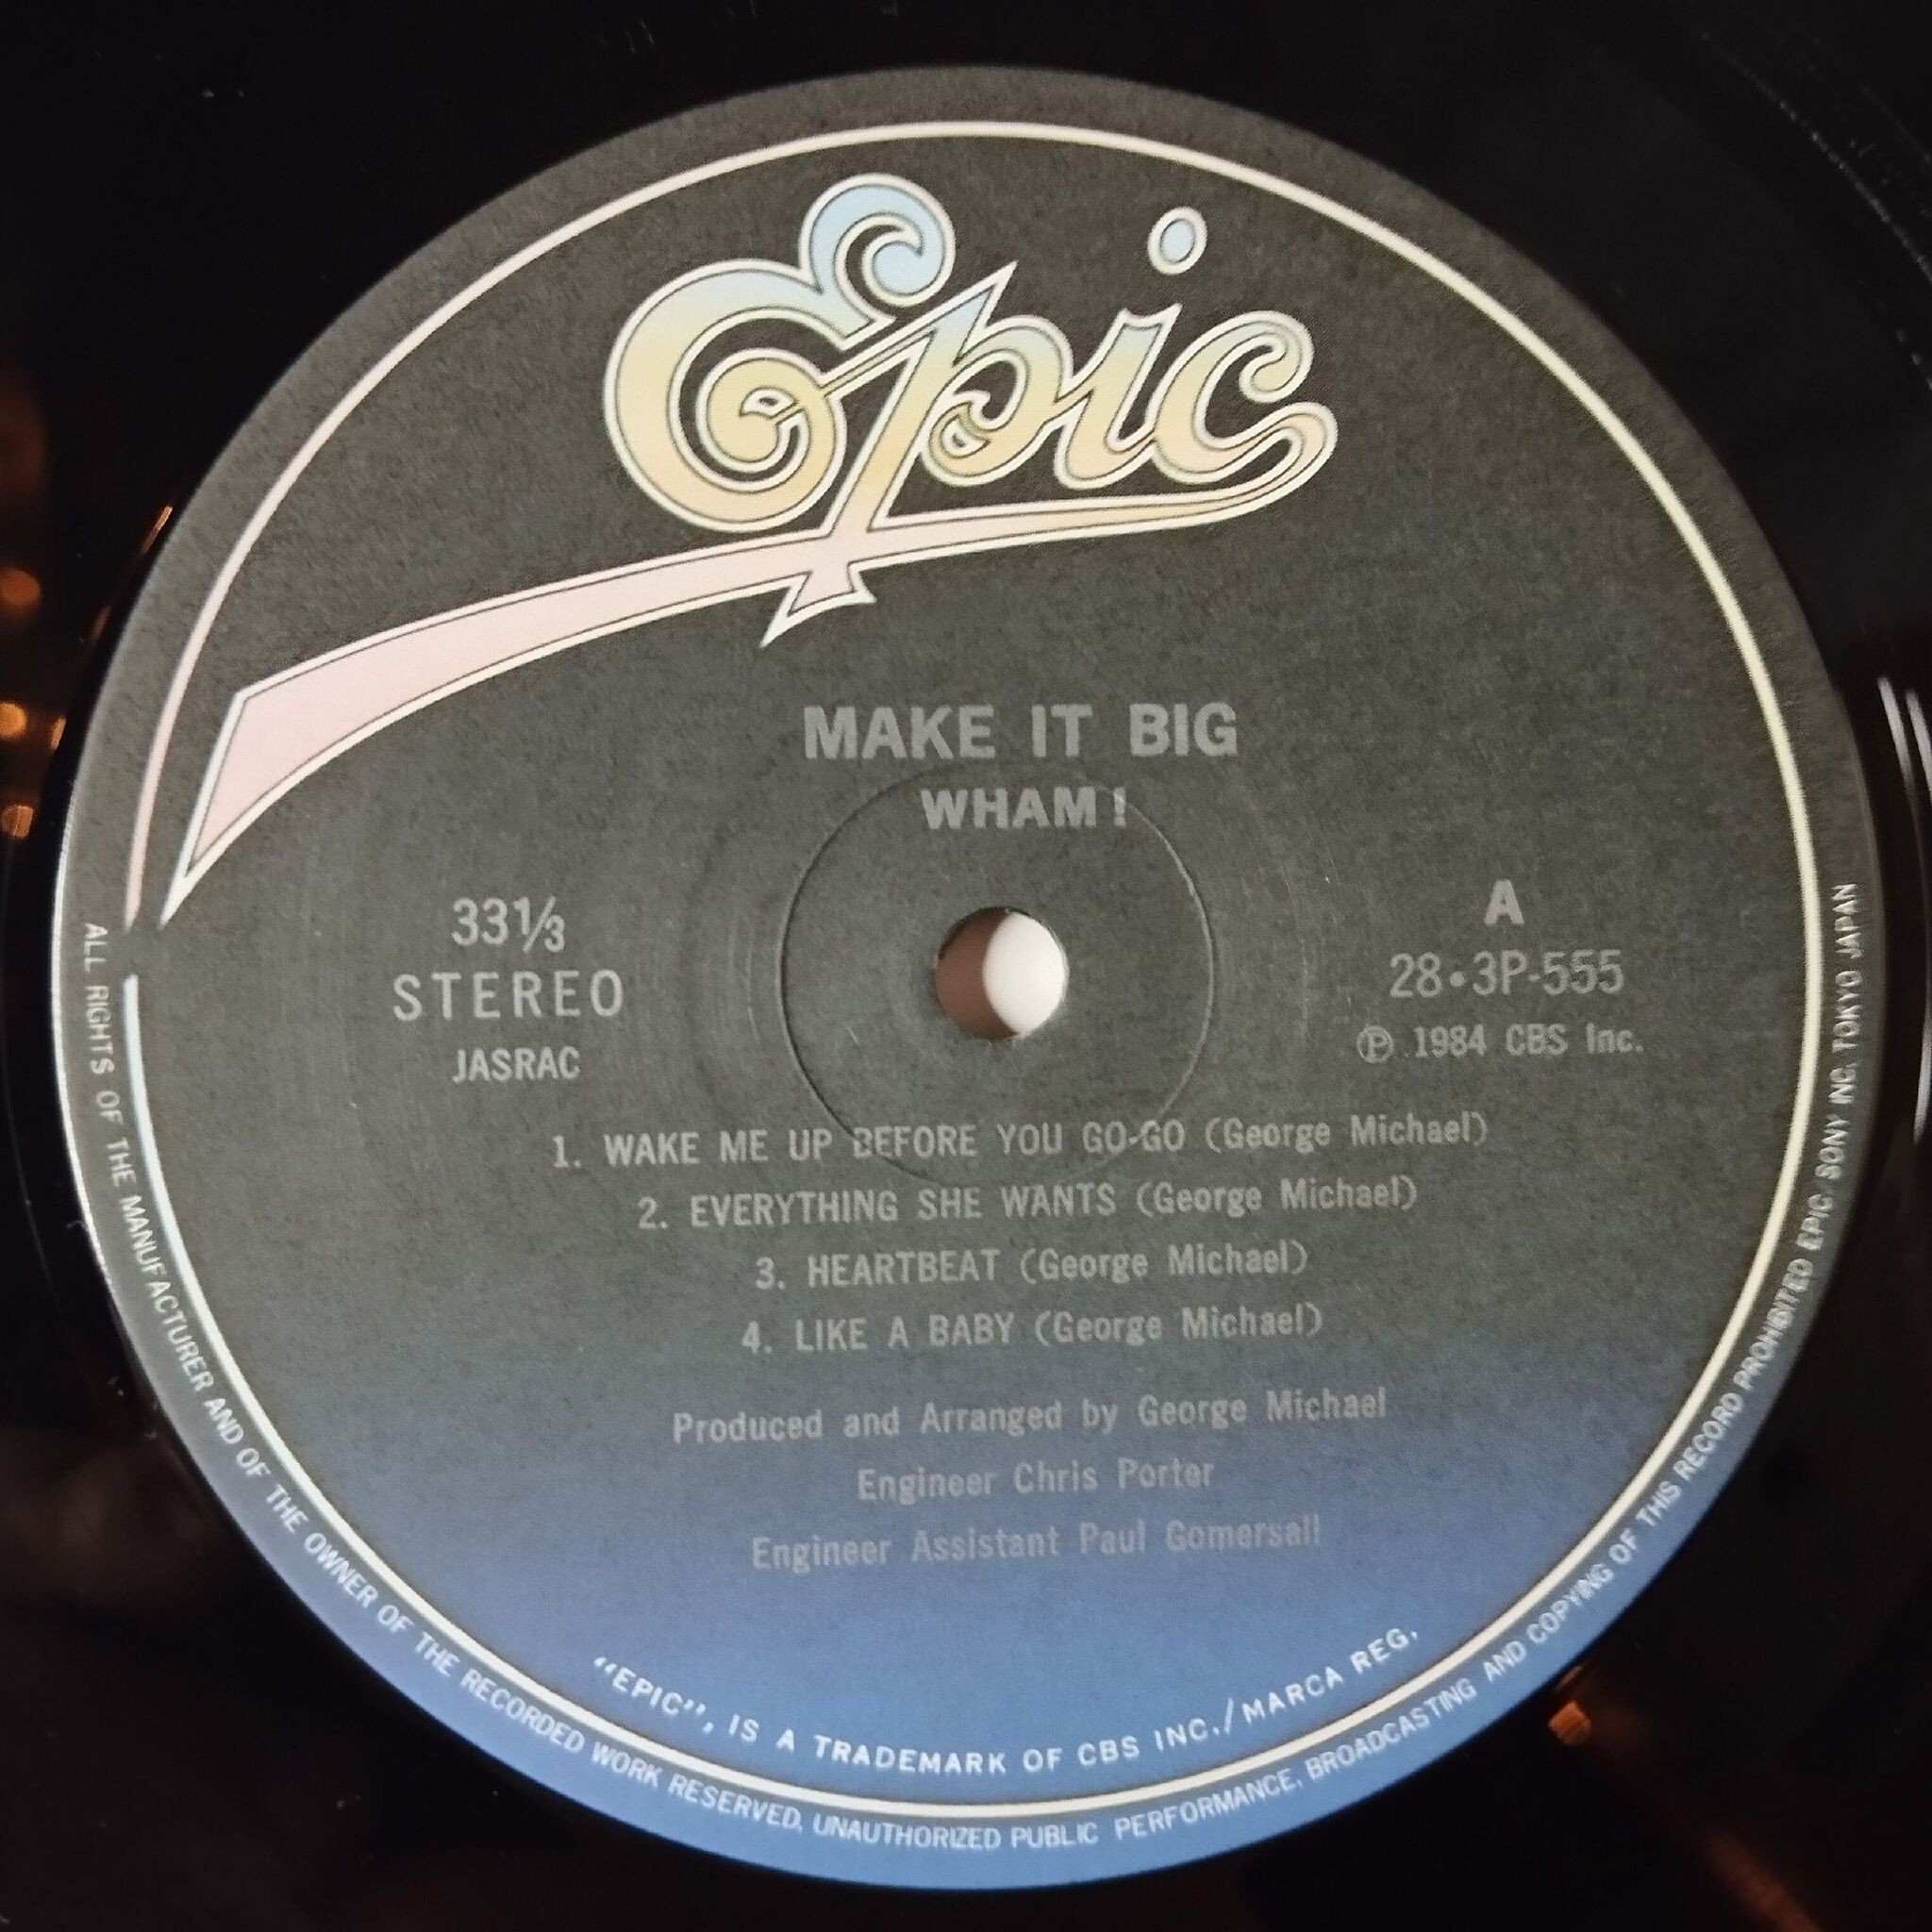 Epic
MAKE IT BIG
WHAM!
33⅓
STEREO
JASRAC
A
28•3P-555
Ⓟ 1984 CBS Inc.
1. WAKE ME UP BEFORE YOU GO-GO (George Michael)
2. EVERYTHING SHE WANTS (George Michael)
3. HEARTBEAT (George Michael)
4. LIKE A BABY (George Michael)
Produced and Arranged by George Michael
Engineer Chris Porter
Engineer Assistant Paul Gomersall
"EPIC", IS A TRADEMARK OF CBS INC./MARCA REG.
ALL RIGHTS OF THE MANUFACTURER AND OF THE OWNER OF THE RECORDED WORK RESERVED, UNAUTHORIZED PUBLIC PERFORMANCE, BROADCASTING AND COPYING OF THIS RECORD PROHIBITED EPIC/SONY INC. TOKYO JAPAN